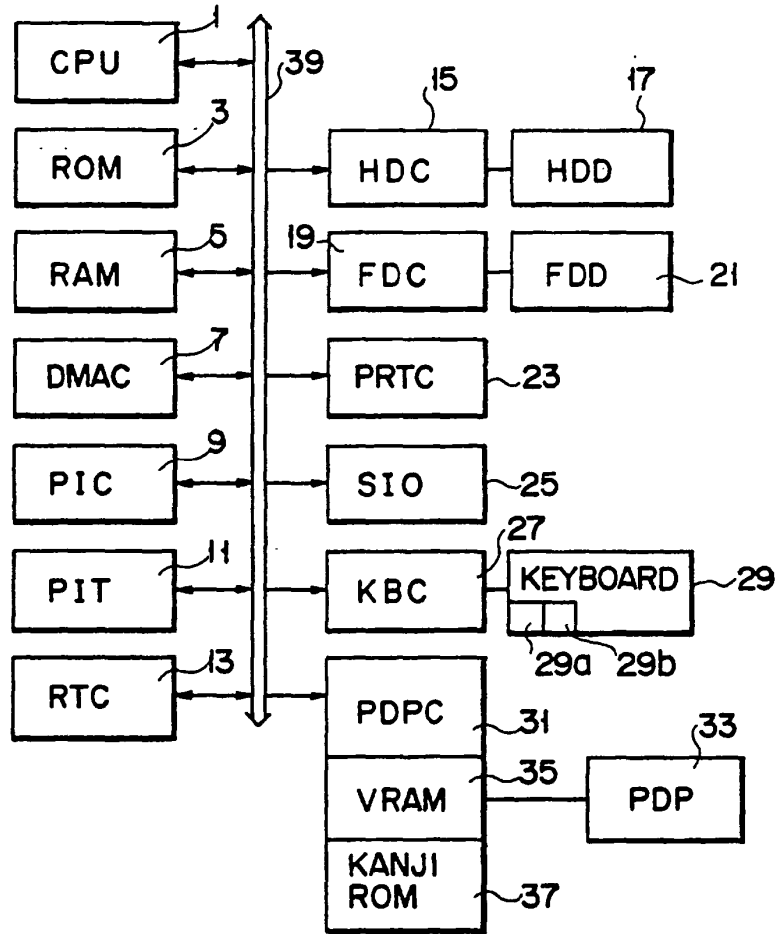 1
CPU
39
3
ROM
15
HDC
17
HDD
5
RAM
19
FDC
FDD
21
7
DMAC
PRTC
23
9
PIC
SIO
25
11
PIT
27
KBC
KEYBOARD
29
29a
29b
13
RTC
PDPC
31
35
VRAM
33
PDP
KANJI
ROM
37